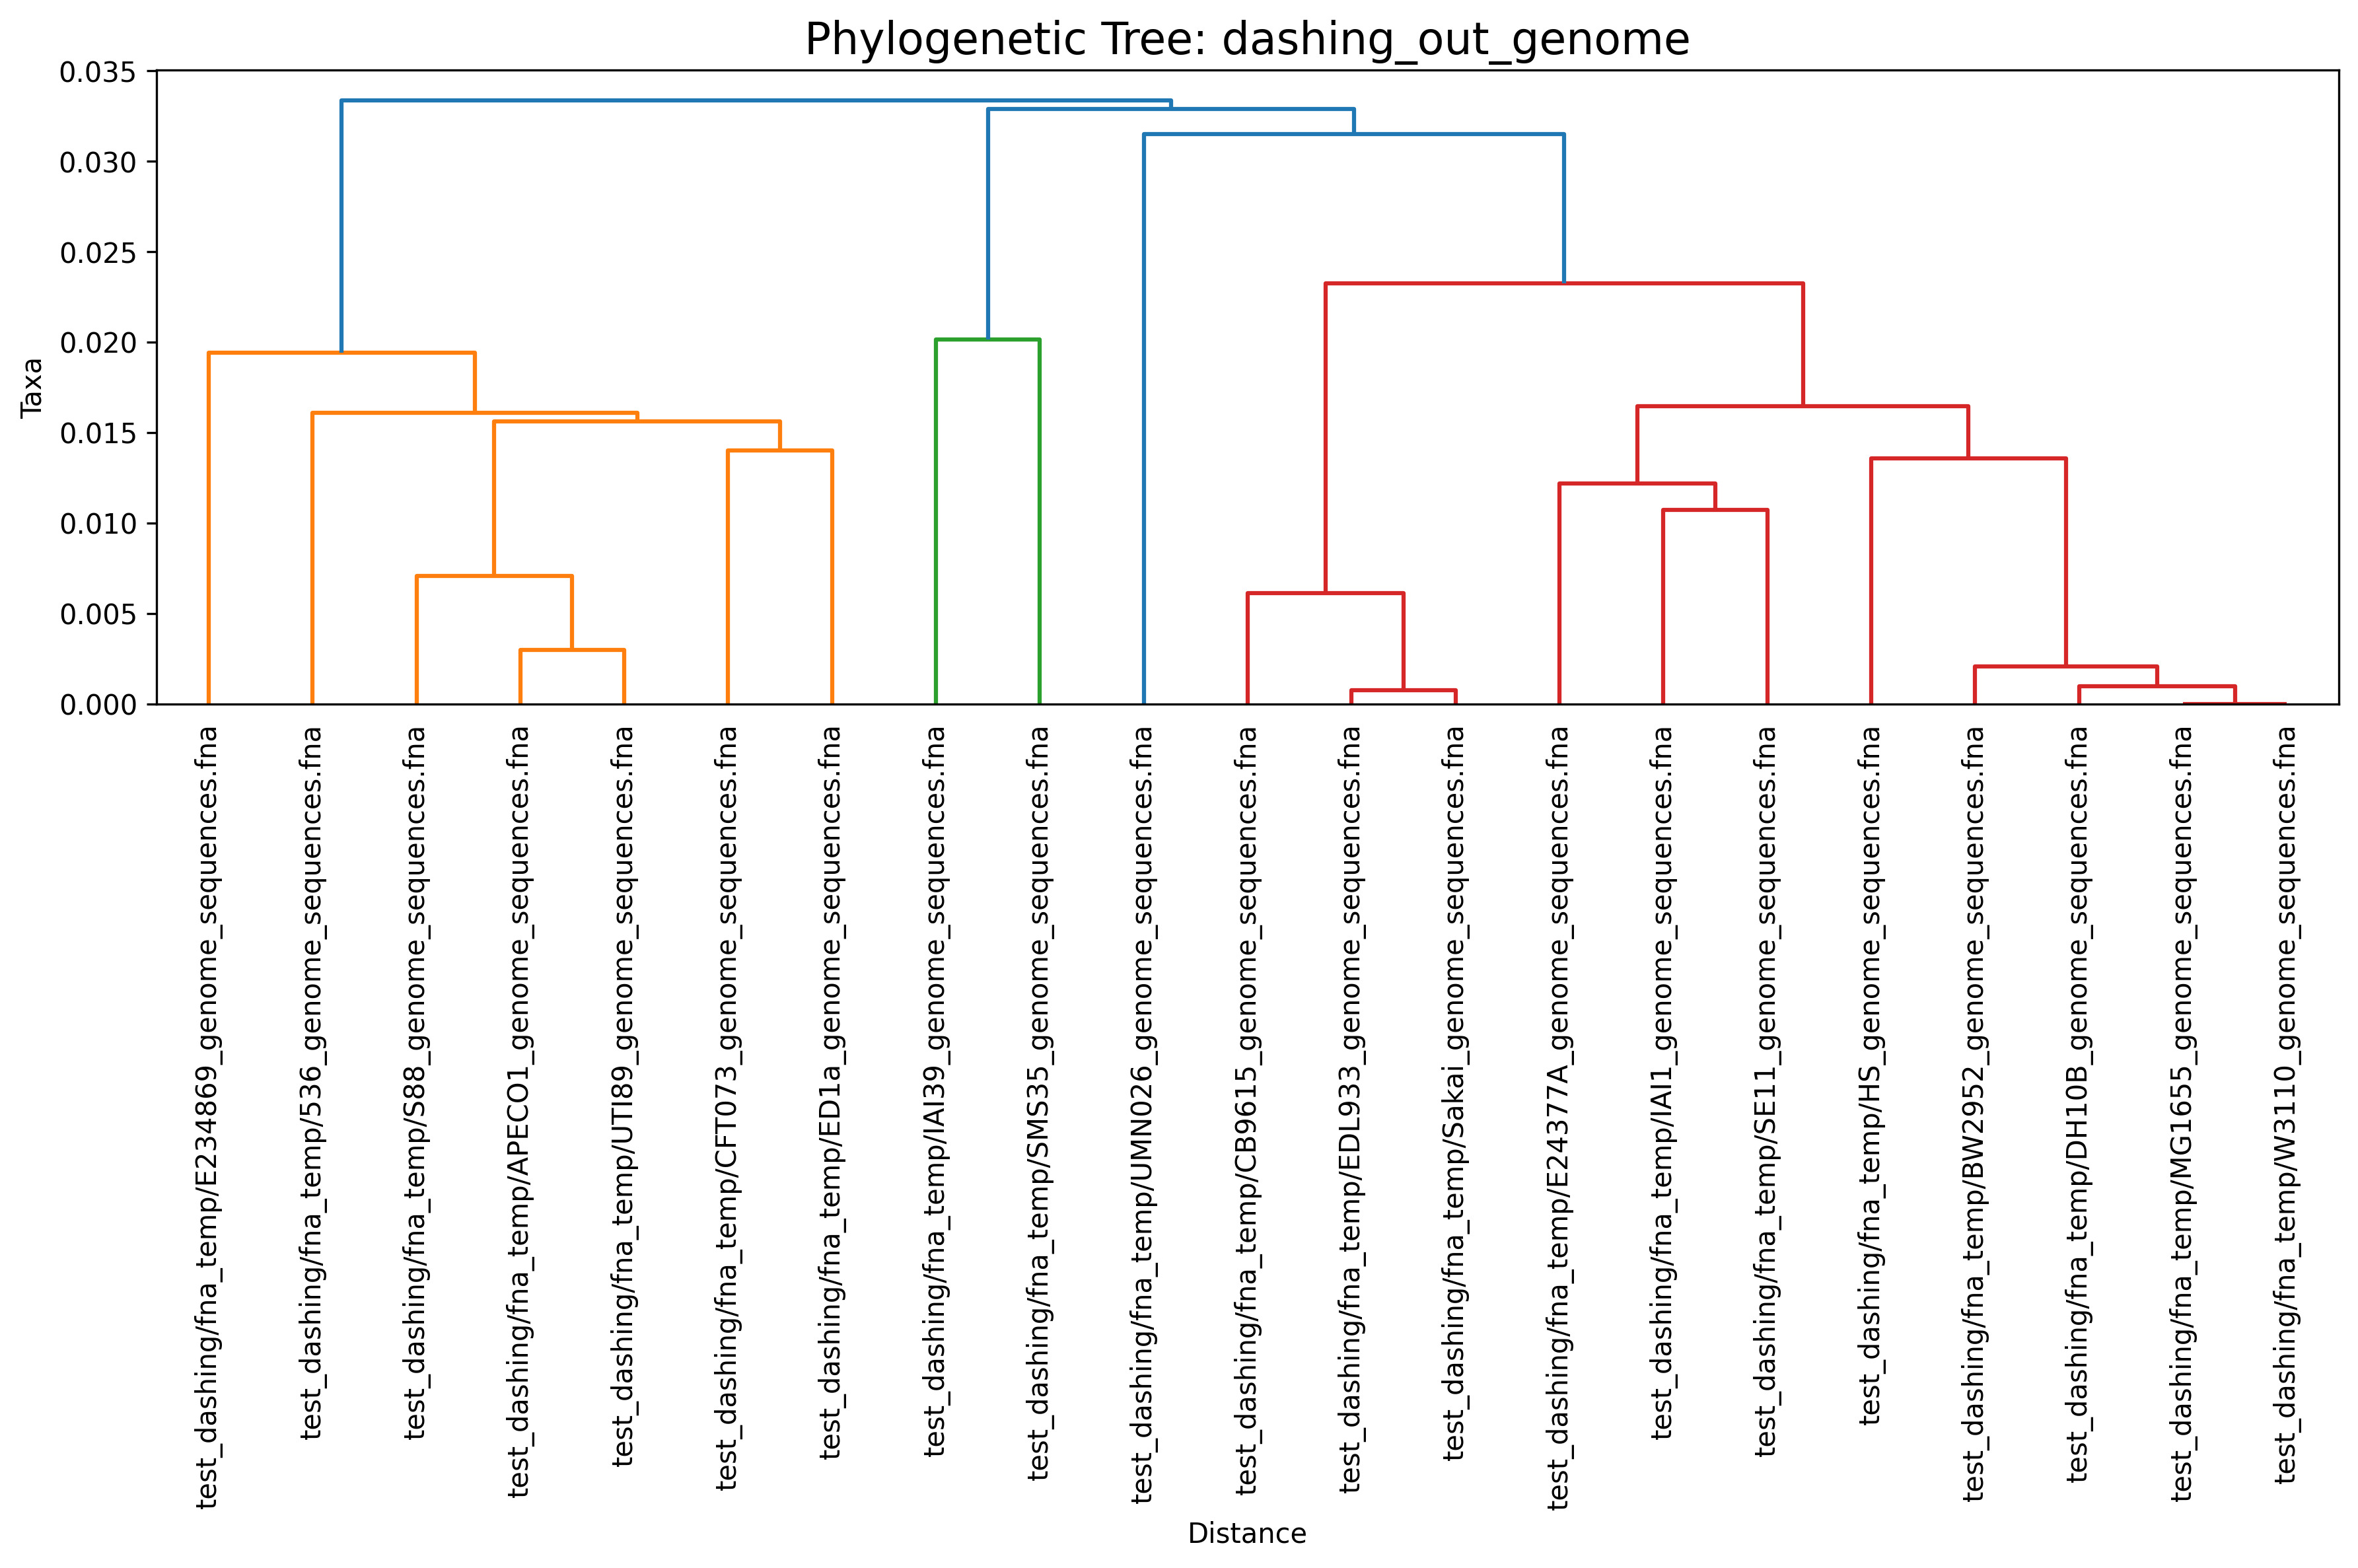 Phylogenetic Tree: dashing_out_genome
0.035
0.030
0.025
0.020
0.015
0.010
0.005
0.000
Taxa
test_dashing/fna_temp/E234869_genome_sequences.fna
test_dashing/fna_temp/536_genome_sequences.fna
test_dashing/fna_temp/S88_genome_sequences.fna
test_dashing/fna_temp/APECO1_genome_sequences.fna
test_dashing/fna_temp/UTI89_genome_sequences.fna
test_dashing/fna_temp/CFT073_genome_sequences.fna
test_dashing/fna_temp/ED1a_genome_sequences.fna
test_dashing/fna_temp/IAI39_genome_sequences.fna
test_dashing/fna_temp/SMS35_genome_sequences.fna
test_dashing/fna_temp/UMN026_genome_sequences.fna
test_dashing/fna_temp/CB9615_genome_sequences.fna
test_dashing/fna_temp/EDL933_genome_sequences.fna
test_dashing/fna_temp/Sakai_genome_sequences.fna
test_dashing/fna_temp/E24377A_genome_sequences.fna
test_dashing/fna_temp/IAI1_genome_sequences.fna
test_dashing/fna_temp/SE11_genome_sequences.fna
test_dashing/fna_temp/HS_genome_sequences.fna
test_dashing/fna_temp/BW2952_genome_sequences.fna
test_dashing/fna_temp/DH10B_genome_sequences.fna
test_dashing/fna_temp/MG1655_genome_sequences.fna
test_dashing/fna_temp/W3110_genome_sequences.fna
Distance